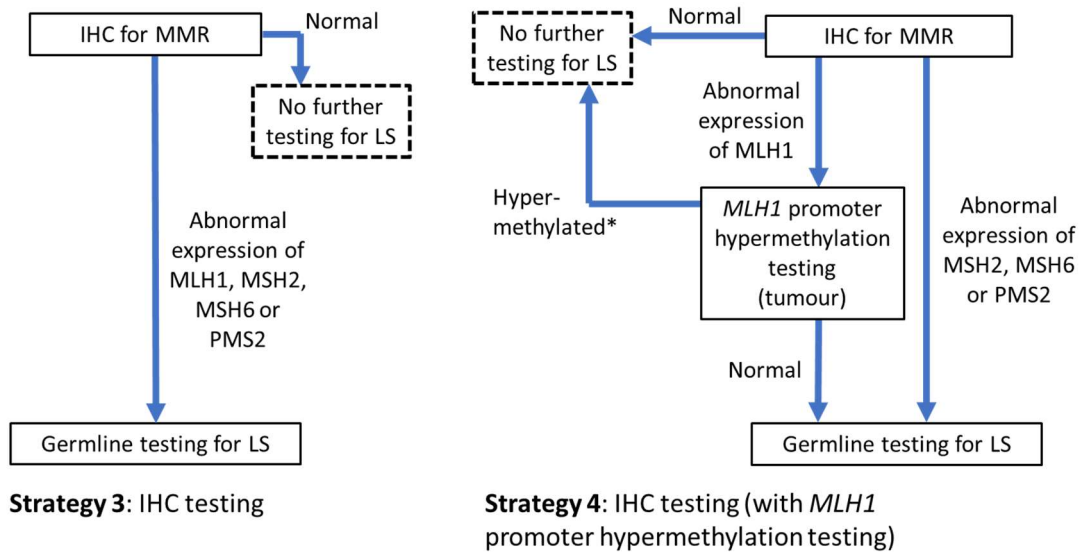 IHC for MMR
Normal
No further
testing for LS
Abnormal
expression of
MLH1, MSH2,
MSH6 or
PMS2
Germline testing for LS
Strategy 3: IHC testing
Normal
No further
testing for LS
IHC for MMR
Abnormal
expression
of MLH1
Hyper-
methylated*
MLH1 promoter
hypermethylation
testing
(tumour)
Abnormal
expression of
MSH2, MSH6
or PMS2
Normal
Germline testing for LS
Strategy 4: IHC testing (with MLH1
promoter hypermethylation testing)